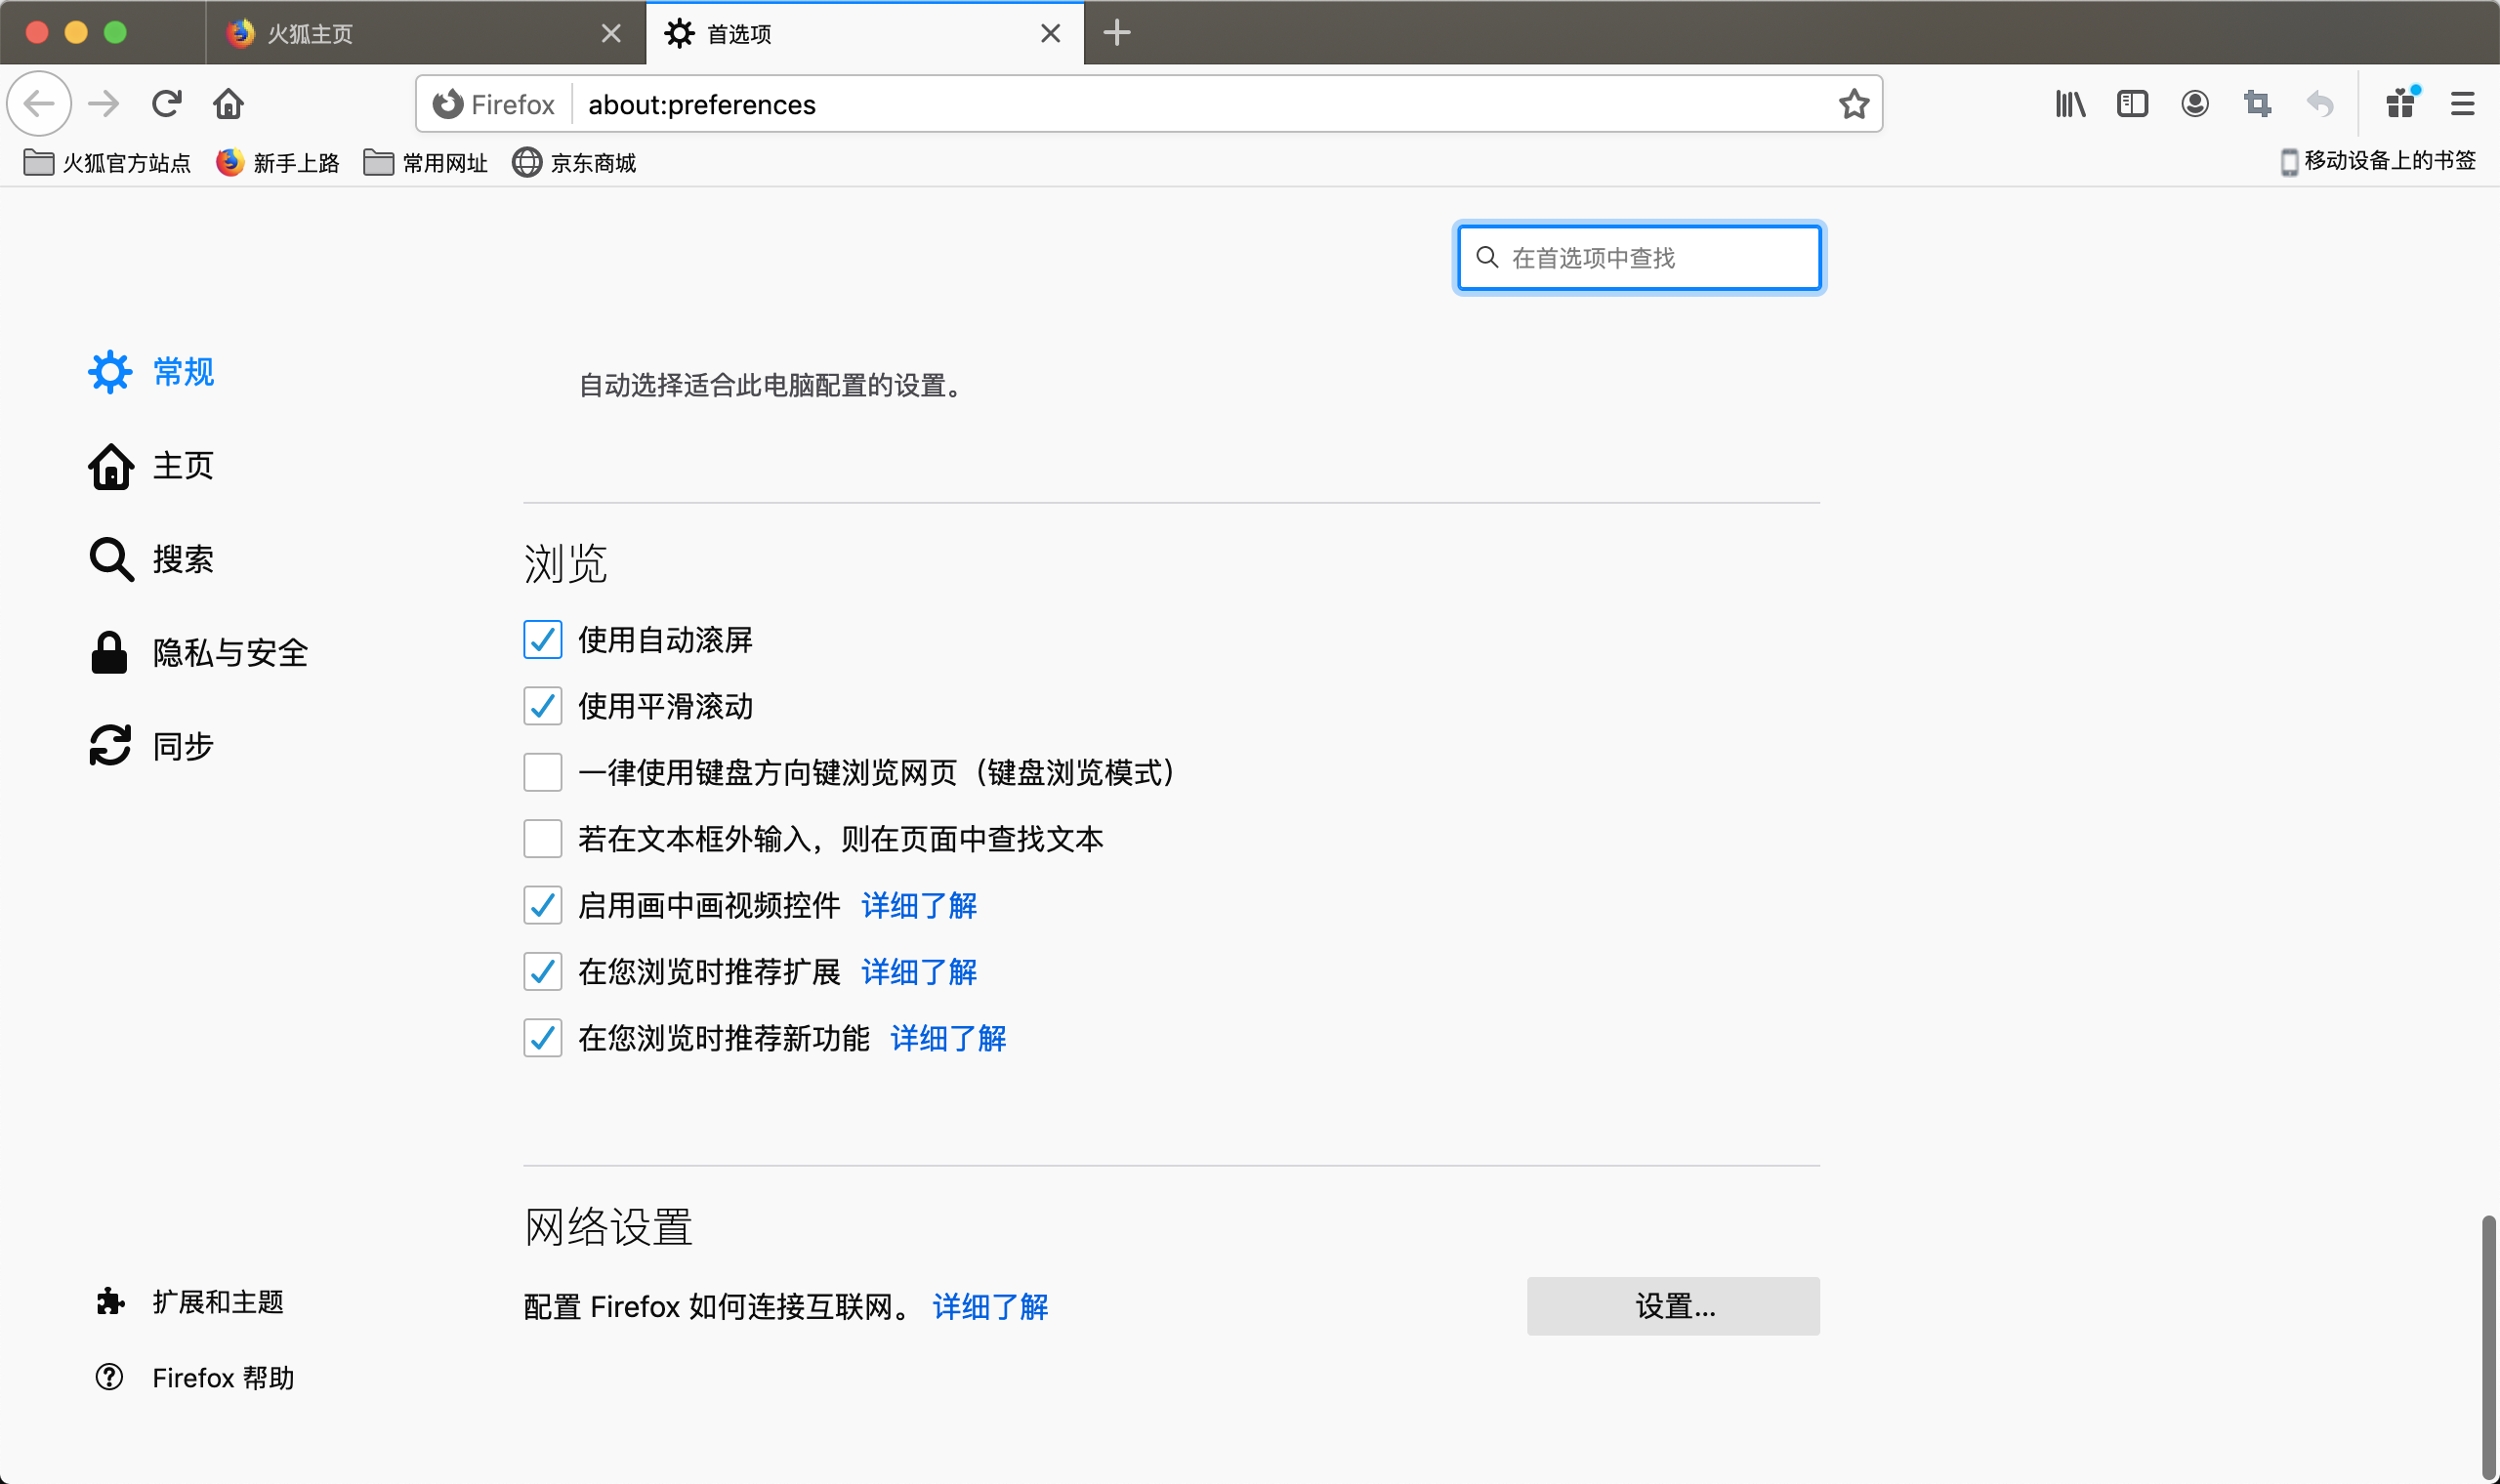 火狐主页
首选项
Firefox
about:preferences
火狐官方站点
新手上路
常用网址
京东商城
移动设备上的书签
在首选项中查找
常规
主页
搜索
隐私与安全
同步
自动选择适合此电脑配置的设置。
浏览
使用自动滚屏
使用平滑滚动
一律使用键盘方向键浏览网页（键盘浏览模式）
若在文本框外输入，则在页面中查找文本
启用画中画视频控件 详细了解
在您浏览时推荐扩展 详细了解
在您浏览时推荐新功能 详细了解
网络设置
配置 Firefox 如何连接互联网。 详细了解
设置...
扩展和主题
Firefox 帮助